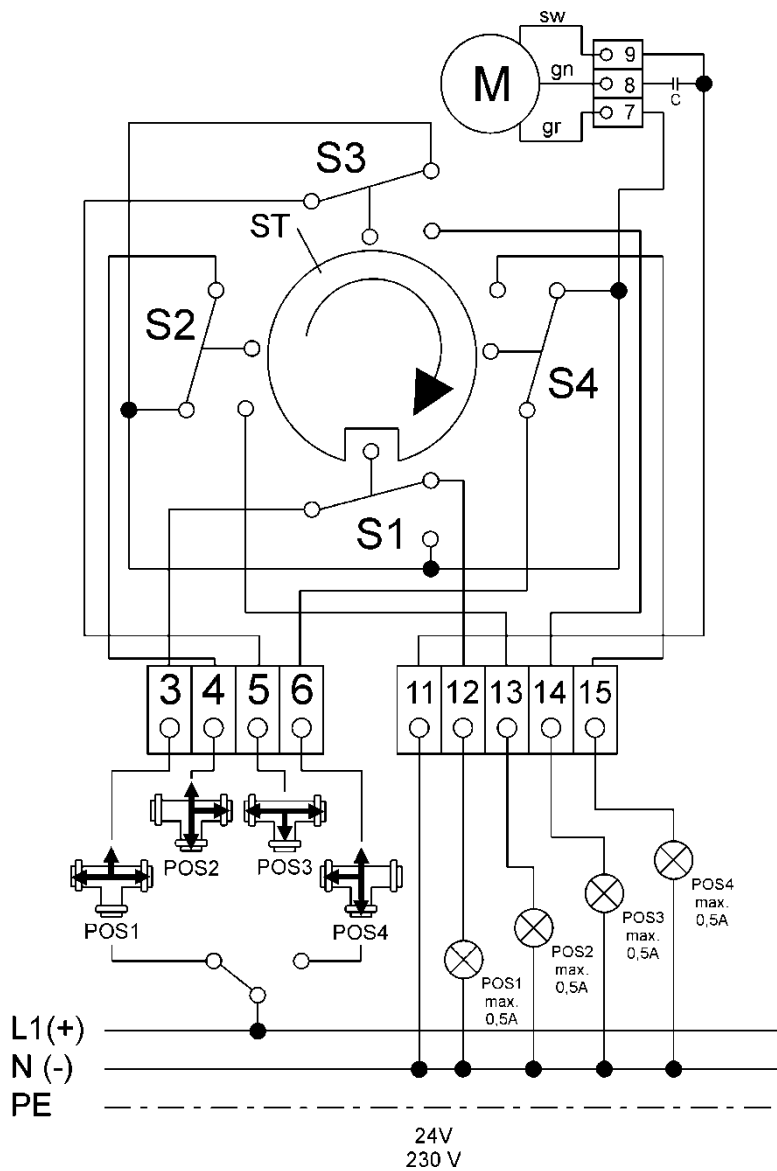 sw
9
M
gn
8
C
gr
7
S3
ST
S2
S4
S1
3 4 5 6
11 12 13 14 15
POS2
POS3
POS1
POS4
POS4
max.
0,5A
POS3
max.
0,5A
POS2
max.
0,5A
POS1
max.
0,5A
L1(+)
N (-)
PE
24V
230 V